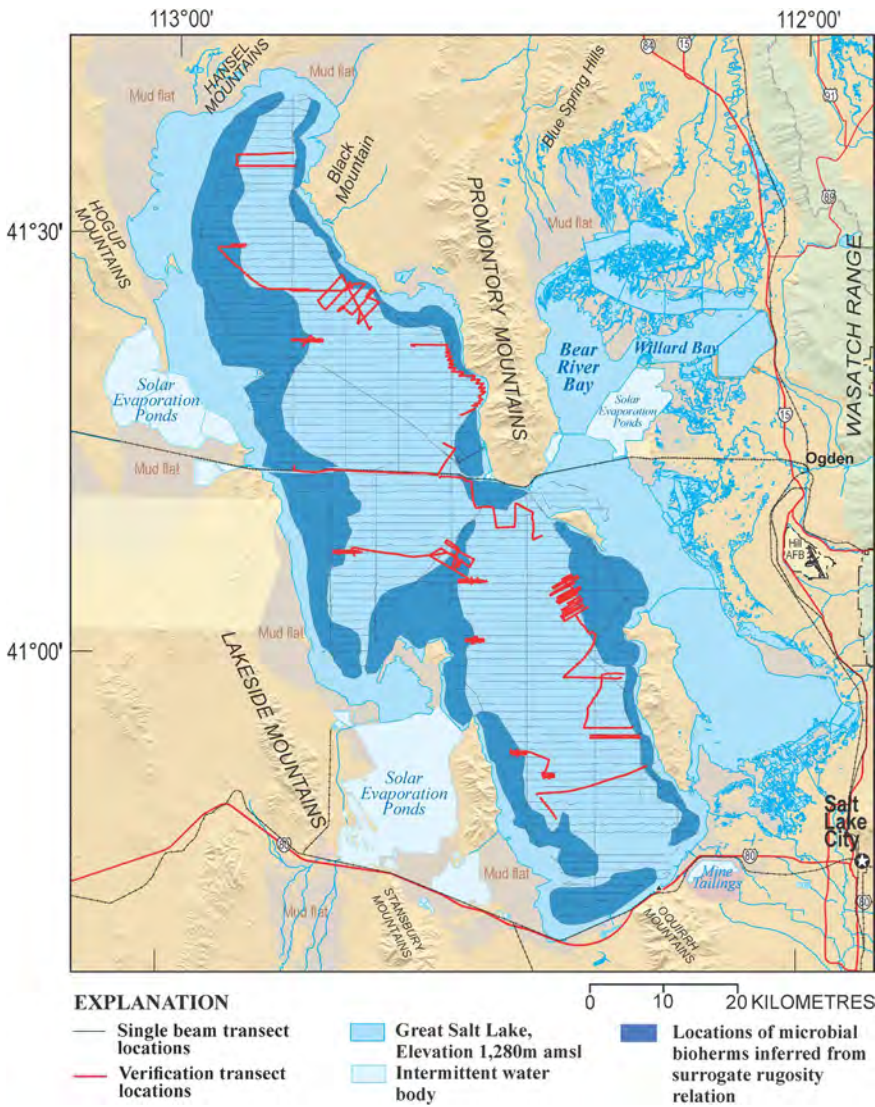 113°00'
112°00'
84
15
HANSEL
MOUNTAINS
Mud flat
Mud flat
Blue Spring Hills
91
Black
Mountain
89
41°30'
HOGUP
MOUNTAINS
PROMONTORY MOUNTAINS
Mud flat
WASATCH RANGE
Bear
River
Bay
Willard Bay
Solar
Evaporation Ponds
Solar
Evaporation
Ponds
15
Mud flat
Ogden
Hill
AFB
41°00'
Mud flat
LAKESIDE MOUNTAINS
Solar
Evaporation
Ponds
Salt
Lake
City
80
80
Mine
Tailings
Mud flat
Mud flat
STANSBURY
MOUNTAINS
OQUIRRH
MOUNTAINS
80
EXPLANATION
0 10 20 KILOMETRES
Single beam transect
locations
Verification transect
locations
Great Salt Lake,
Elevation 1,280m amsl
Intermittent water
body
Locations of microbial
bioherms inferred from
surrogate rugosity
relation